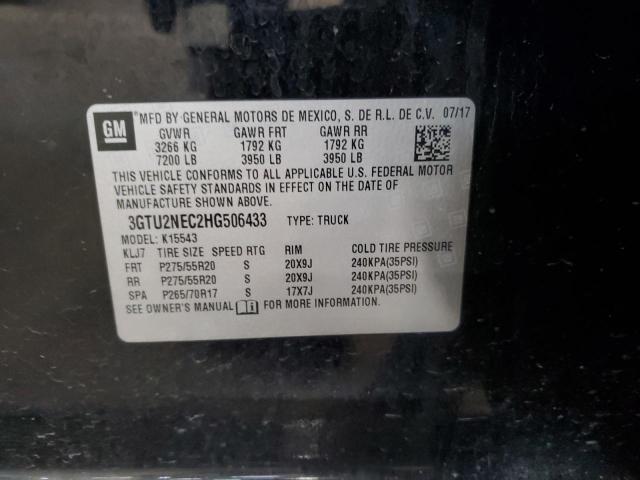 GM
MFD BY GENERAL MOTORS DE MEXICO, S. DE R.L. DE C.V. 07/17
GVWR GAWR FRT GAWR RR
3266 KG 1792 KG 1792 KG
7200 LB 3950 LB 3950 LB
THIS VEHICLE CONFORMS TO ALL APPLICABLE U.S. FEDERAL MOTOR
VEHICLE SAFETY STANDARDS IN EFFECT ON THE DATE OF
MANUFACTURE SHOWN ABOVE.
3GTU2NEC2HG506433 TYPE: TRUCK
MODEL: K15543
KLJ7 TIRE SIZE SPEED RTG RIM COLD TIRE PRESSURE
FRT P275/55R20 S 20X9J 240KPA(35PSI)
RR P275/55R20 S 20X9J 240KPA(35PSI)
SPA P265/70R17 S 17X7J 240KPA(35PSI)
SEE OWNER'S MANUAL FOR MORE INFORMATION.